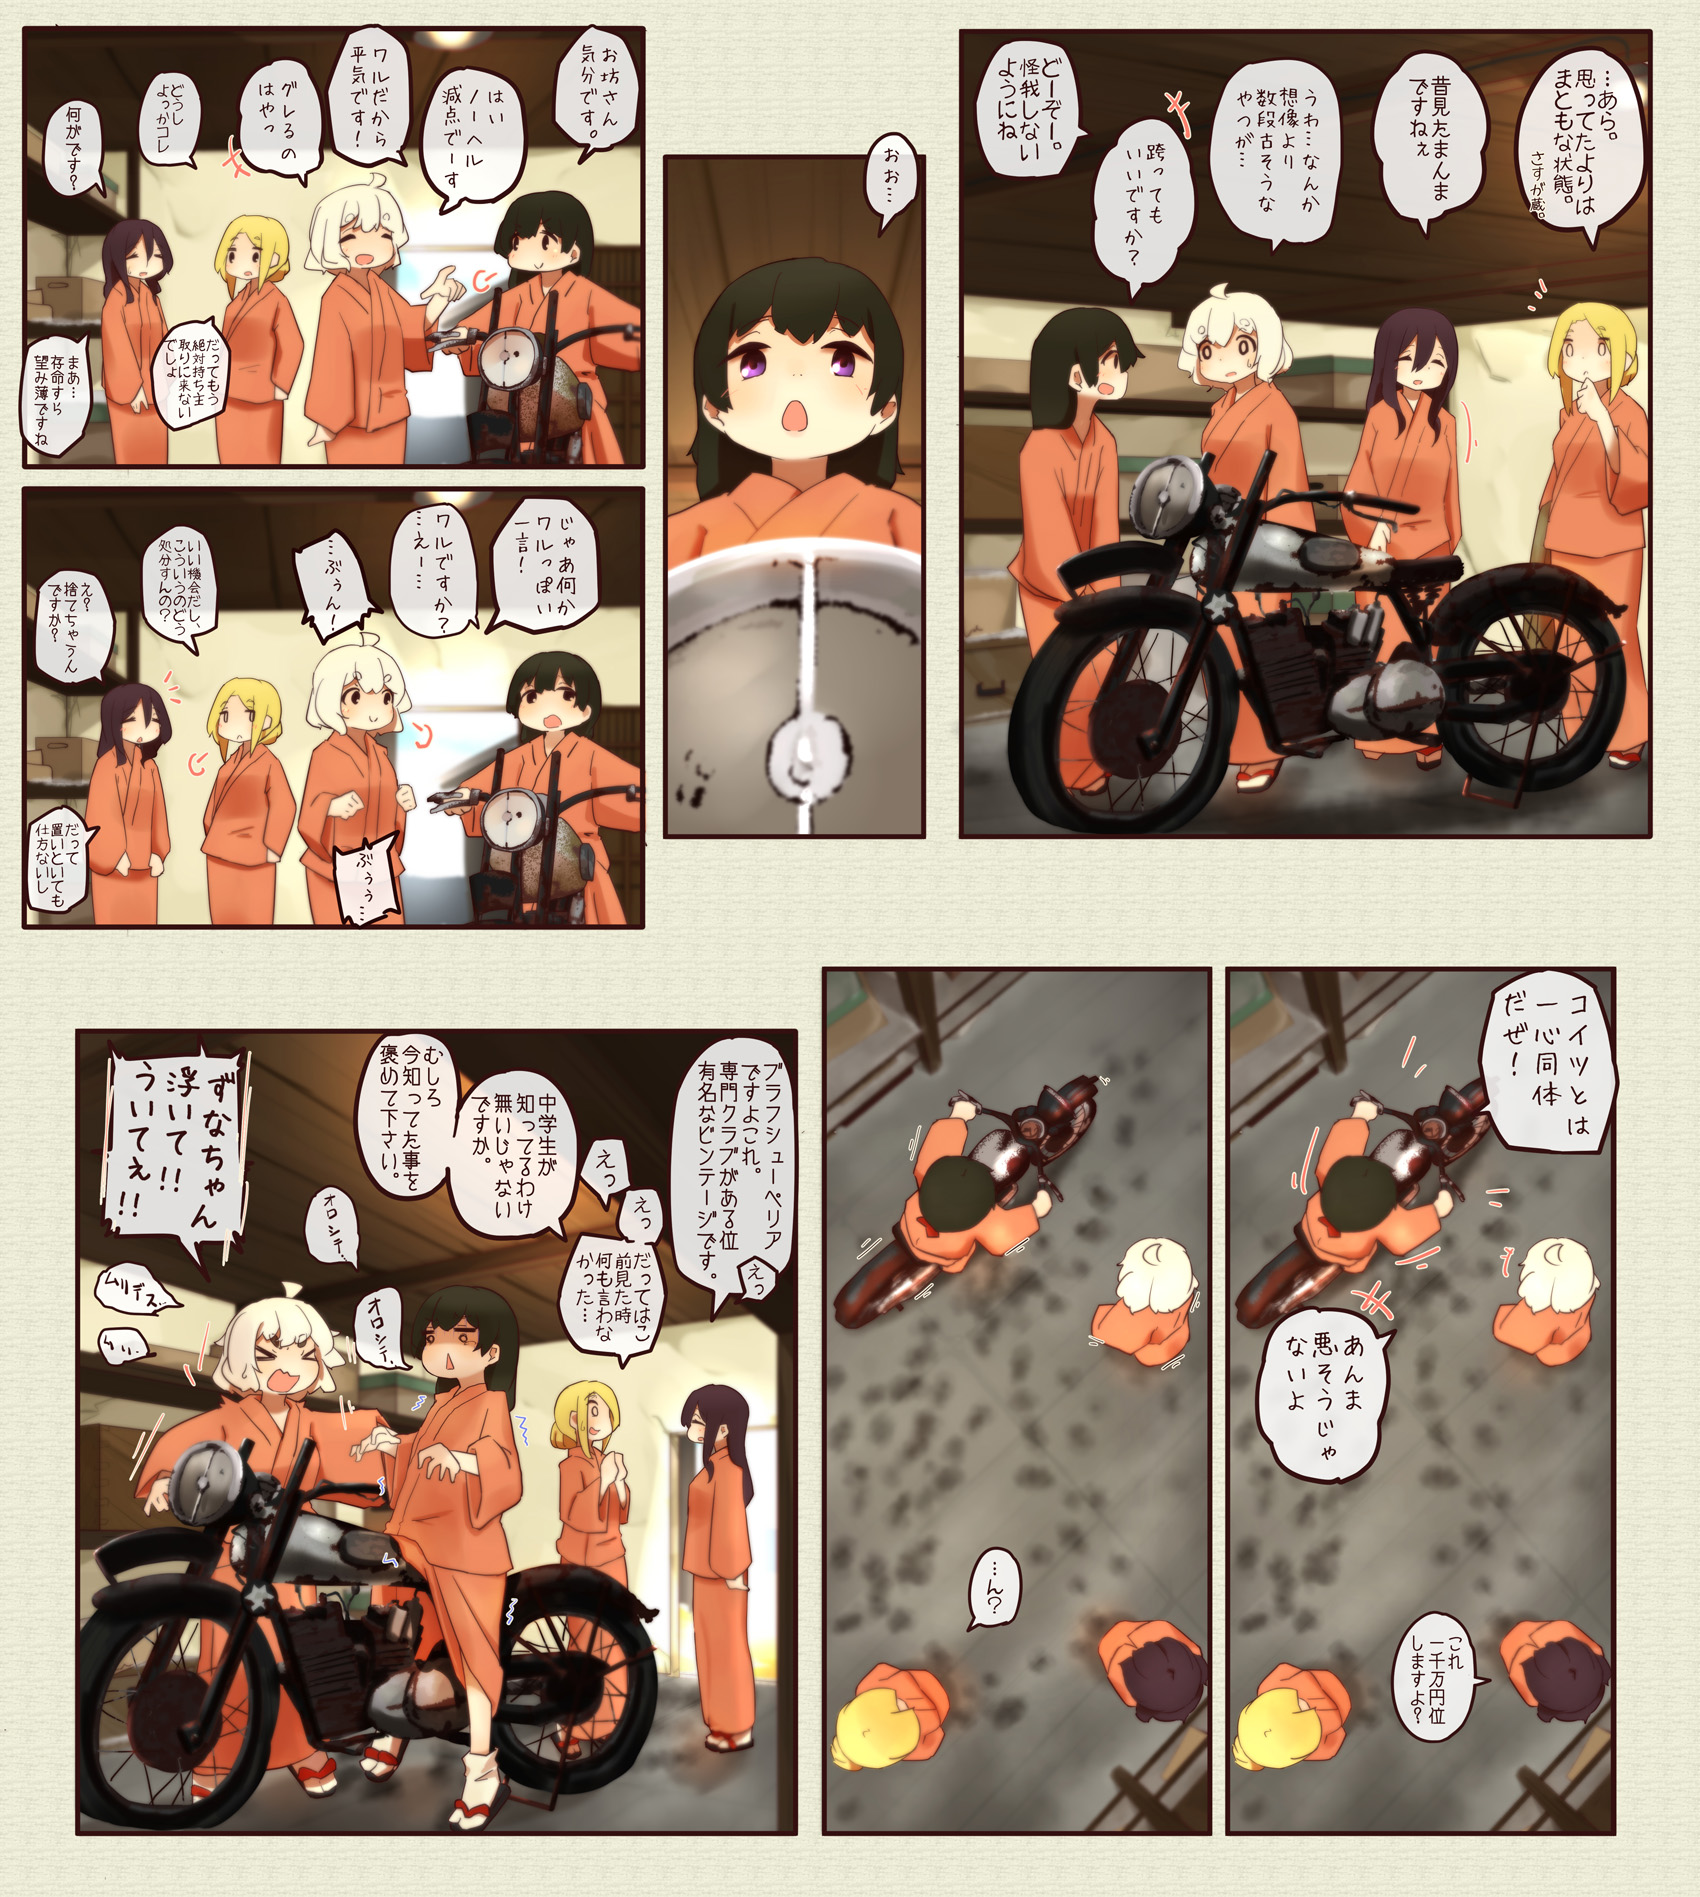 …あら。
思ってたよりは
まともな状態。
さすが蔵。
昔見たまんま
ですねぇ
うわ…なんか
想像より
数段古そうな
やつが…
跨っても
いいですか？
どーぞー。
怪我しない
ようにね
おお…
お坊さん
気分です。
はい
ノーヘル
減点でーす
ワルだから
平気です！
グレるの
はやっ
どうし
よっかコレ
何がです？
だってもう
絶対持ち主
取りに来ない
でしょ
まあ…
存命すら
望み薄ですね
じゃあ何か
ワルっぽい
一言！
ワルですか？
…えー…
…ぶぅん！
ぶぅぅ…
いい機会だし、
こういうのどう
処分すんの？
え？
捨てちゃうん
ですか？
だって
置いといても
仕方ないし
コイツとは
一心同体
だぜ！
あんま
悪そうじゃ
ないよ
これ
一千万円位
しますよ？
…ん？
ブラフシューペリア
ですよこれ。
専門クラブがある位
有名なビンテージです。
えっ
えっ
えっ
だってはこ
前見た時
何も言わな
かった…
中学生が
知ってるわけ
無いじゃない
ですか。
むしろ
今知ってた事を
褒めて下さい。
オロシテ、
オロシテ、
ずなちゃん
浮いて！！
ういてぇ！！
ムリデス…
ムリ…